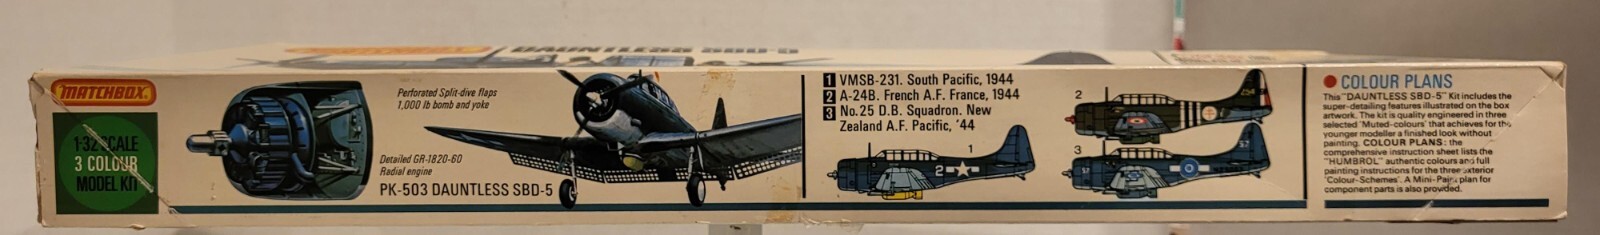 DAUNTLESS SBD-5
MATCHBOX
1·32 SCALE
3 COLOUR
MODEL KIT
Perforated Split-dive flaps
1,000 lb bomb and yoke
Detailed GR-1820-60
Radial engine
PK-503 DAUNTLESS SBD-5
1 VMSB-231. South Pacific, 1944
2 A-24B. French A.F. France, 1944
3 No.25 D.B. Squadron. New
Zealand A.F. Pacific, '44
1
2
2
3
COLOUR PLANS
This "DAUNTLESS SBD-5" Kit includes the
super-detailing features illustrated on the box
artwork. The kit is quality engineered in three
selected 'Muted-colours' that achieves for the
younger modeller a finished look without
painting. COLOUR PLANS: the
comprehensive instruction sheet lists the
"HUMBROL" authentic colours and full
painting instructions for the three exterior
'Colour-Schemes'. A Mini-Paint plan for
component parts is also provided.